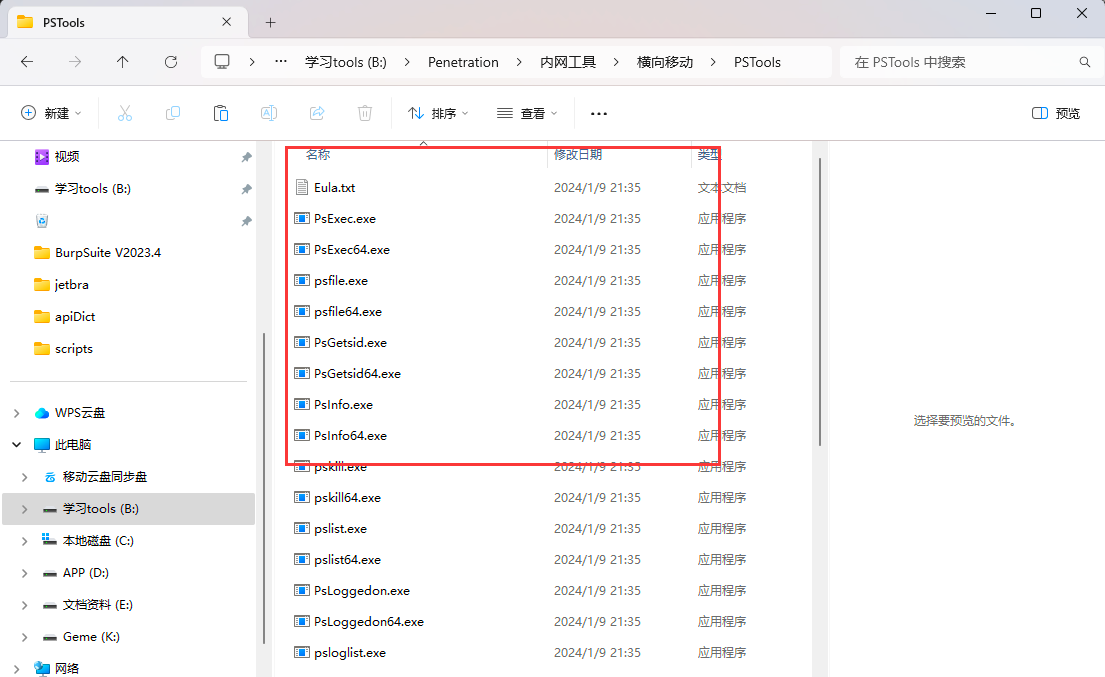 PSTools
学习tools (B:) Penetration 内网工具 横向移动 PSTools 在 PSTools 中搜索
新建 排序 查看 预览
视频
学习tools (B:)
BurpSuite V2023.4
jetbra
apiDict
scripts
WPS云盘
此电脑
移动云盘同步盘
学习tools (B:)
本地磁盘 (C:)
APP (D:)
文档资料 (E:)
Geme (K:)
网络
名称 修改日期 类型
Eula.txt 2024/1/9 21:35 文本文档
PsExec.exe 2024/1/9 21:35 应用程序
PsExec64.exe 2024/1/9 21:35 应用程序
psfile.exe 2024/1/9 21:35 应用程序
psfile64.exe 2024/1/9 21:35 应用程序
PsGetsid.exe 2024/1/9 21:35 应用程序
PsGetsid64.exe 2024/1/9 21:35 应用程序
PsInfo.exe 2024/1/9 21:35 应用程序
PsInfo64.exe 2024/1/9 21:35 应用程序
pskill.exe 2024/1/9 21:35 应用程序
pskill64.exe 2024/1/9 21:35 应用程序
pslist.exe 2024/1/9 21:35 应用程序
pslist64.exe 2024/1/9 21:35 应用程序
PsLoggedon.exe 2024/1/9 21:35 应用程序
PsLoggedon64.exe 2024/1/9 21:35 应用程序
psloglist.exe 2024/1/9 21:35 应用程序
选择要预览的文件。